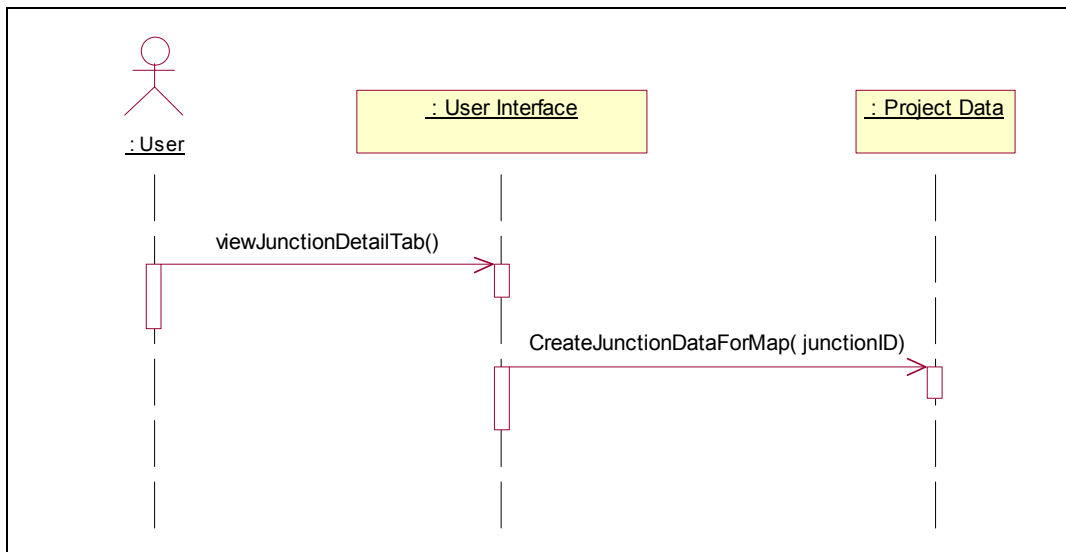 : User Interface
: Project Data
: User
viewJunctionDetailTab()
CreateJunctionDataForMap( junctionID)